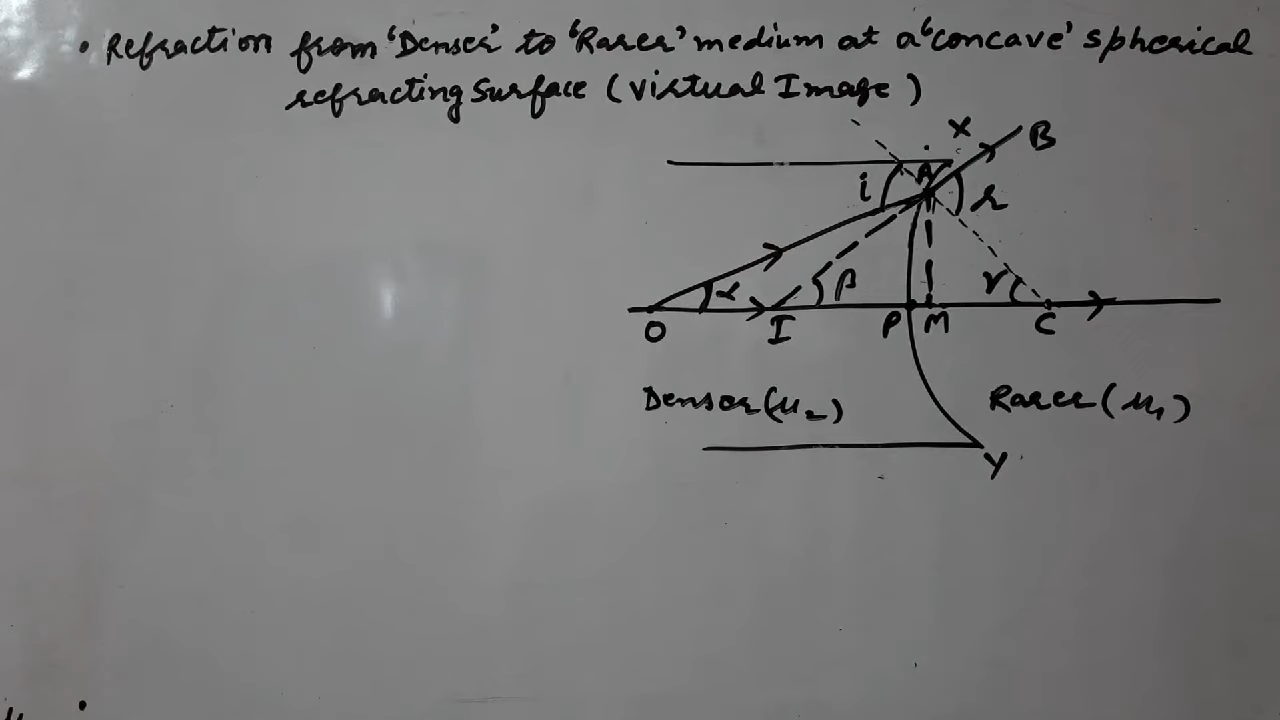 • Refraction from 'Denser' to 'Rarer' medium at a 'concave' spherical
refracting surface (virtual Image)
X
B
A
i
r
α
β
γ
O
I
P
M
C
Denser (μ₂)
Rarer (μ₁)
Y